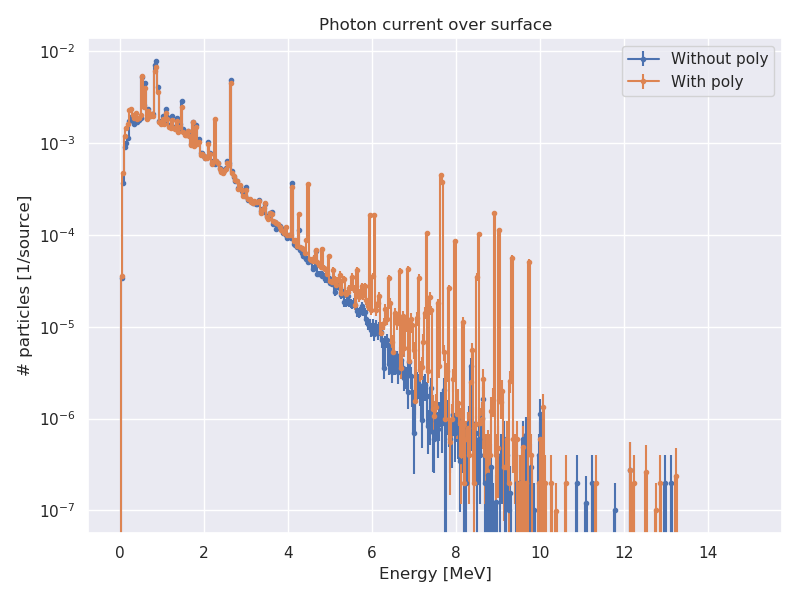 Photon current over surface
Without poly
With poly
# particles [1/source]
10⁻²
10⁻³
10⁻⁴
10⁻⁵
10⁻⁶
10⁻⁷
0 2 4 6 8 10 12 14
Energy [MeV]